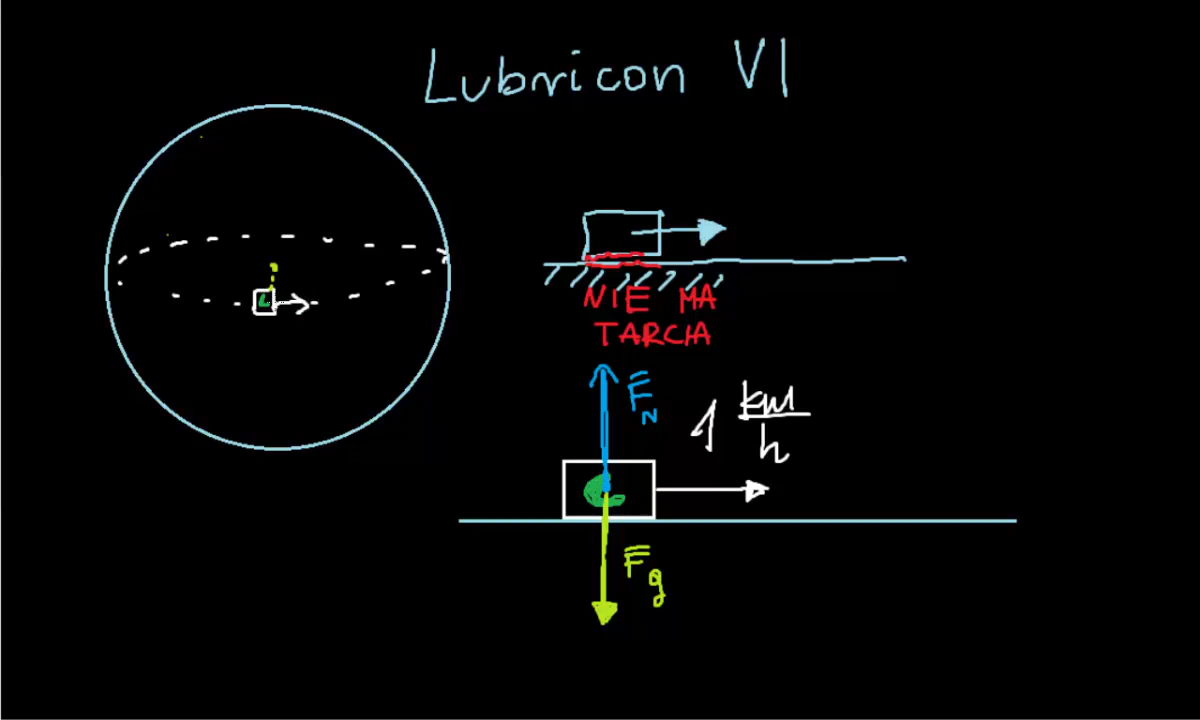 Lubricon VI
NIE MA
TARCIA
F_N
1 km/h
F_g